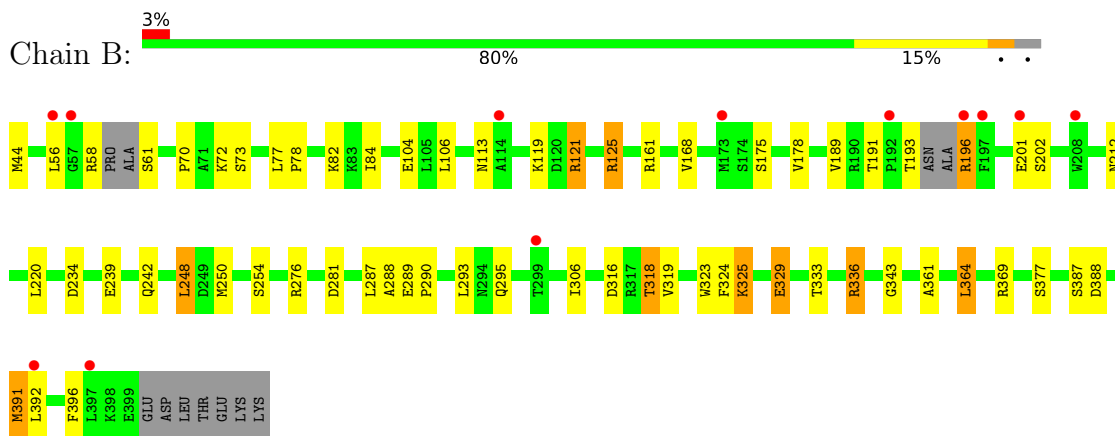 3%
Chain B:
80% 15% • •
M44 L56 G57 R58 PRO ALA S61 P70 A71 K72 S73 L77 P78 K82 K83 I84 E104 L105 L106 N113 A114 K119 D120 R121 R125 R161 V168 M173 S174 S175 V178 V189 R190 T191 P192 T193 ASN ALA R196 F197 E201 S202 W208
L220 D234 E239 Q242 L248 D249 M250 S254 R276 D281 L287 A288 E289 P290 L293 N294 Q295 T299 I306 D316 R317 T318 V319 W323 F324 K325 E329 T333 R336 G343 A361 L364 R369 S377 S387 D388
M391 L392 F396 L397 K398 E399 GLU ASP LEU THR GLU LYS LYS